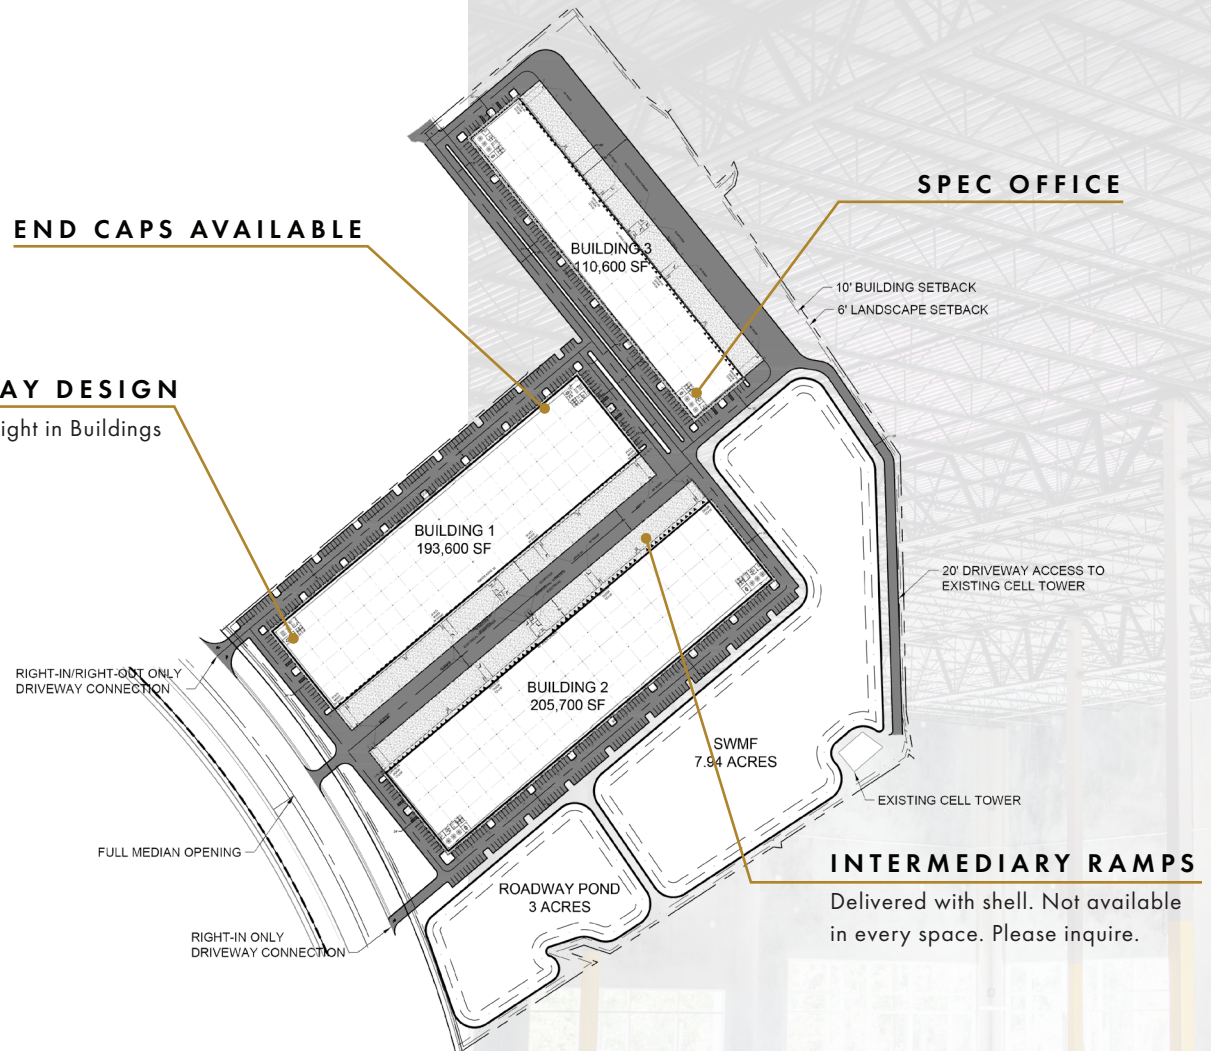 SPEC OFFICE
END CAPS AVAILABLE
BUILDING 3
110,600 SF
10' BUILDING SETBACK
6' LANDSCAPE SETBACK
AY DESIGN
ight in Buildings
BUILDING 1
193,600 SF
20' DRIVEWAY ACCESS TO
EXISTING CELL TOWER
RIGHT-IN/RIGHT-OUT ONLY
DRIVEWAY CONNECTION
BUILDING 2
205,700 SF
SWMF
7.94 ACRES
EXISTING CELL TOWER
FULL MEDIAN OPENING
INTERMEDIARY RAMPS
Delivered with shell. Not available
in every space. Please inquire.
ROADWAY POND
3 ACRES
RIGHT-IN ONLY
DRIVEWAY CONNECTION